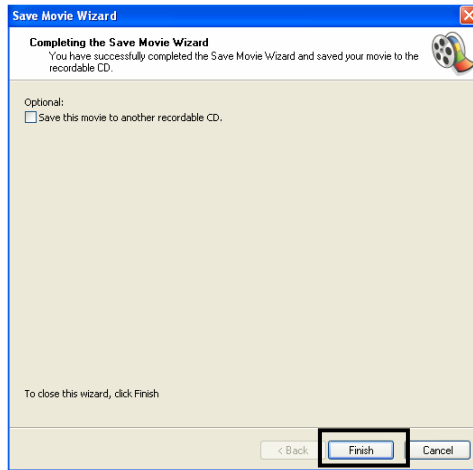 Save Movie Wizard
Completing the Save Movie Wizard
You have successfully completed the Save Movie Wizard and saved your movie to the
recordable CD.
Optional:
Save this movie to another recordable CD.
To close this wizard, click Finish
< Back Finish Cancel